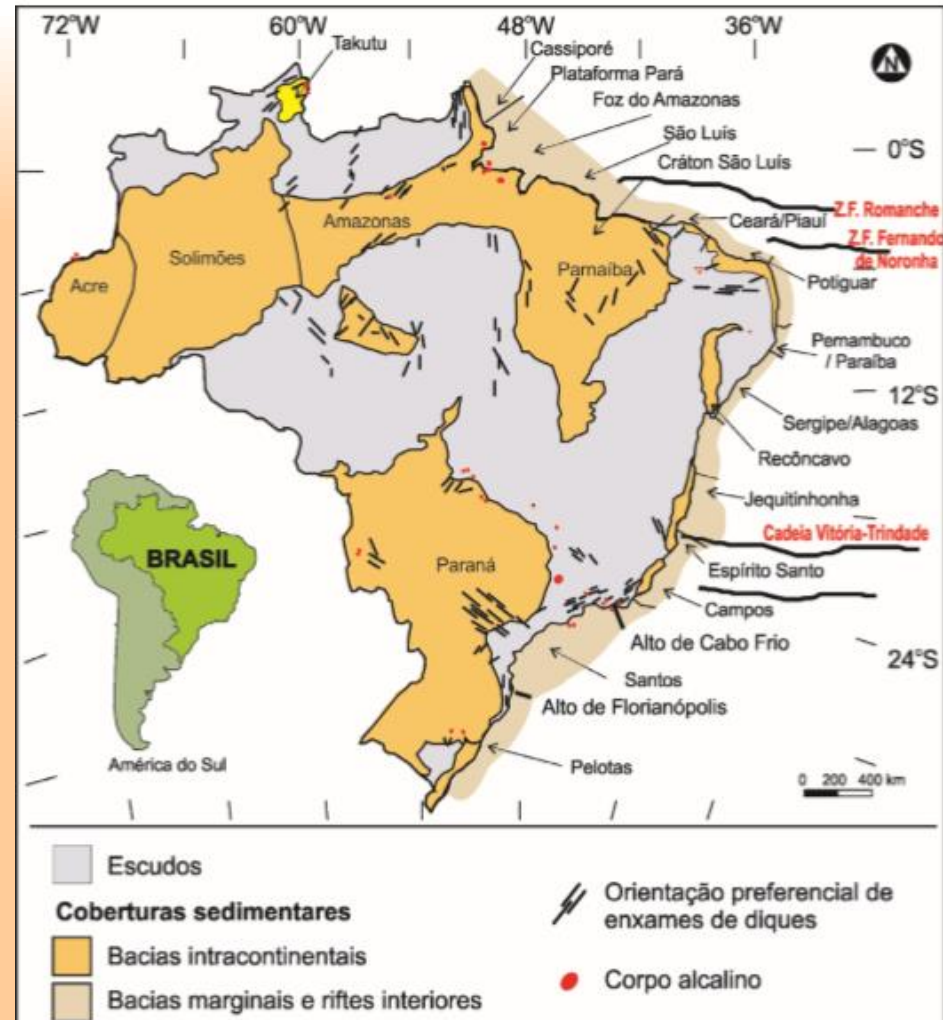 72°W
60°W
48°W
36°W
Takutu
Cassiporé
Plataforma Pará
Foz do Amazonas
São Luís
Cráton São Luís
N
0°S
Z.F. Romanche
Ceará/Piauí
Z.F. Fernando
de Noronha
Amazonas
Solimões
Acre
Parnaíba
Potiguar
Pernambuco
/ Paraíba
12°S
Sergipe/Alagoas
Recôncavo
Jequitinhonha
Cadeia Vitória-Trindade
BRASIL
Paraná
Espírito Santo
Campos
Alto de Cabo Frio
24°S
Santos
Alto de Florianópolis
América do Sul
Pelotas
0 200 400 km
Escudos
Coberturas sedimentares
Bacias intracontinentais
Bacias marginais e riftes interiores
Orientação preferencial de
enxames de diques
Corpo alcalino